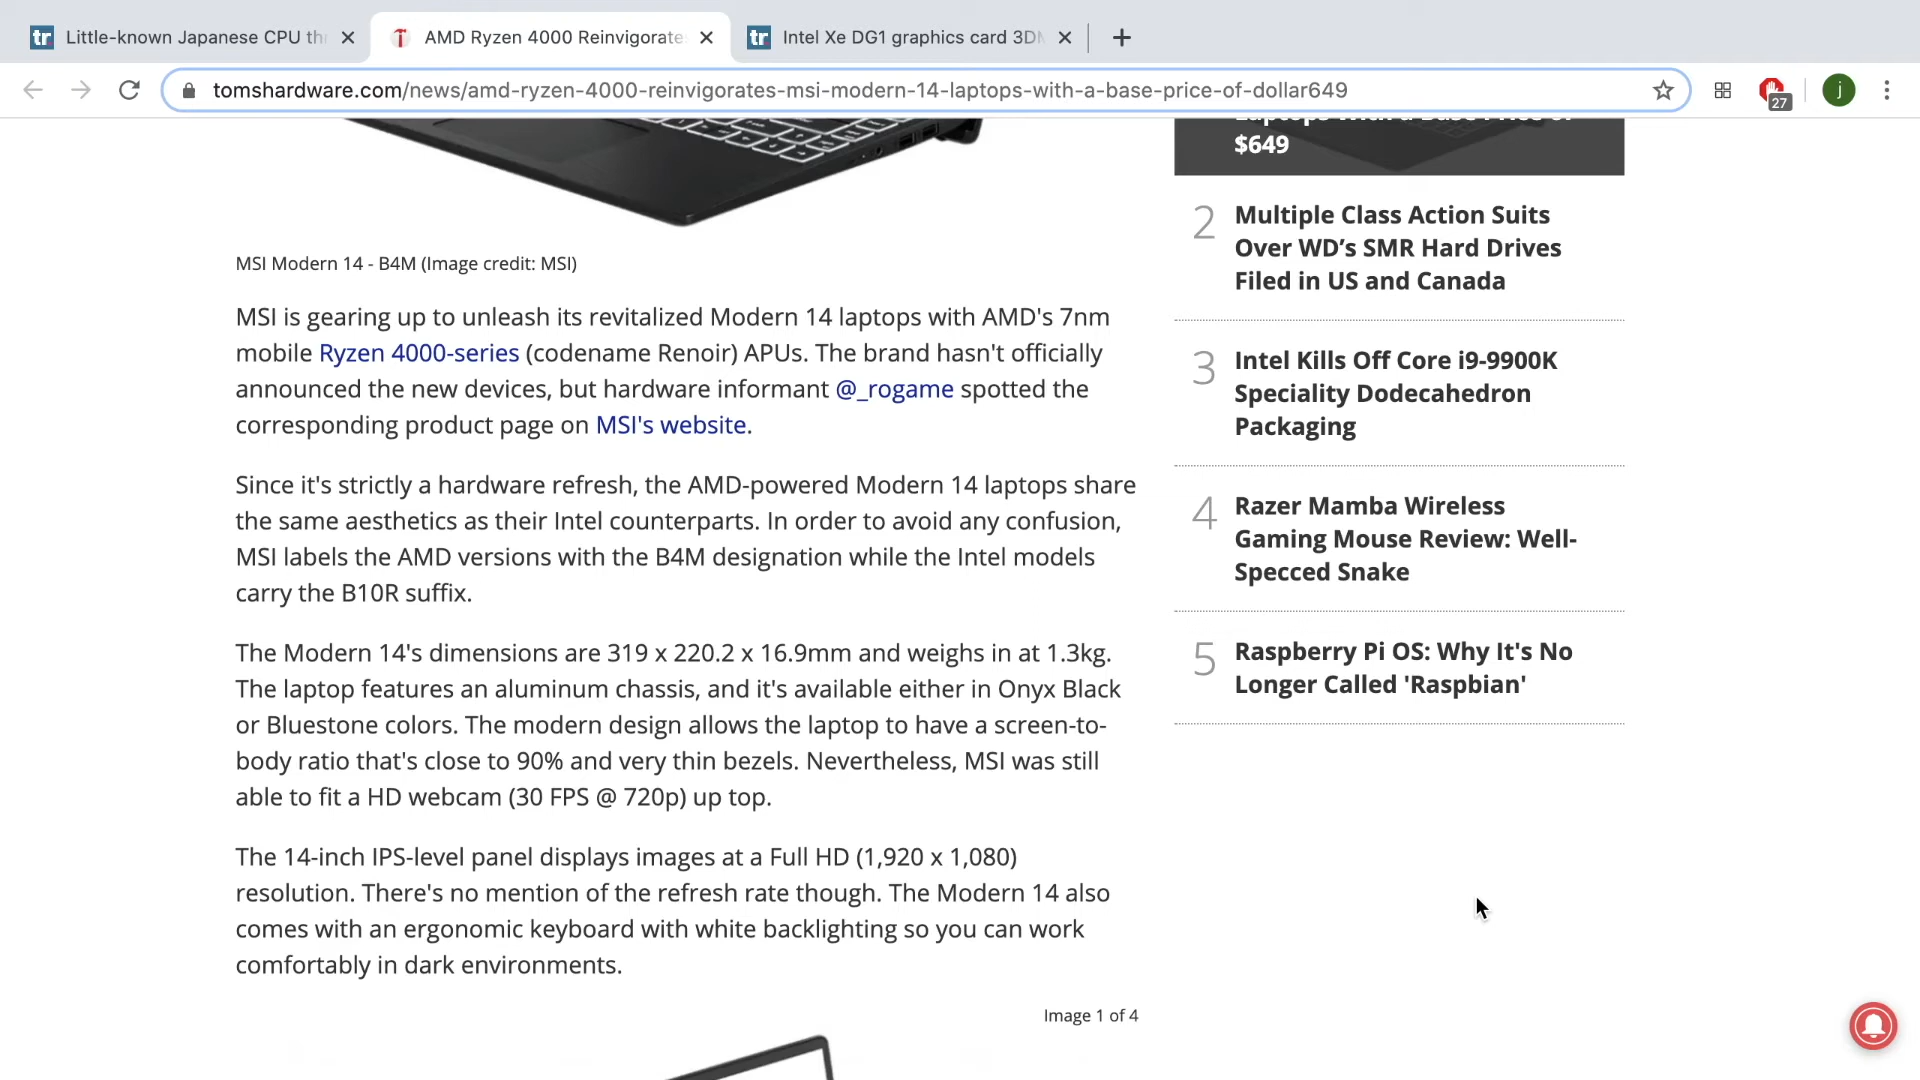 Little-known Japanese CPU th
AMD Ryzen 4000 Reinvigorate
Intel Xe DG1 graphics card 3D
tomshardware.com/news/amd-ryzen-4000-reinvigorates-msi-modern-14-laptops-with-a-base-price-of-dollar649
27
j
MSI Modern 14 - B4M (Image credit: MSI)
MSI is gearing up to unleash its revitalized Modern 14 laptops with AMD's 7nm
mobile Ryzen 4000-series (codename Renoir) APUs. The brand hasn't officially
announced the new devices, but hardware informant @_rogame spotted the
corresponding product page on MSI's website.
Since it's strictly a hardware refresh, the AMD-powered Modern 14 laptops share
the same aesthetics as their Intel counterparts. In order to avoid any confusion,
MSI labels the AMD versions with the B4M designation while the Intel models
carry the B10R suffix.
The Modern 14's dimensions are 319 x 220.2 x 16.9mm and weighs in at 1.3kg.
The laptop features an aluminum chassis, and it's available either in Onyx Black
or Bluestone colors. The modern design allows the laptop to have a screen-to-
body ratio that's close to 90% and very thin bezels. Nevertheless, MSI was still
able to fit a HD webcam (30 FPS @ 720p) up top.
The 14-inch IPS-level panel displays images at a Full HD (1,920 x 1,080)
resolution. There's no mention of the refresh rate though. The Modern 14 also
comes with an ergonomic keyboard with white backlighting so you can work
comfortably in dark environments.
Image 1 of 4
Laptops With a Base Price of
$649
2
Multiple Class Action Suits
Over WD’s SMR Hard Drives
Filed in US and Canada
3
Intel Kills Off Core i9-9900K
Speciality Dodecahedron
Packaging
4
Razer Mamba Wireless
Gaming Mouse Review: Well-
Specced Snake
5
Raspberry Pi OS: Why It's No
Longer Called 'Raspbian'